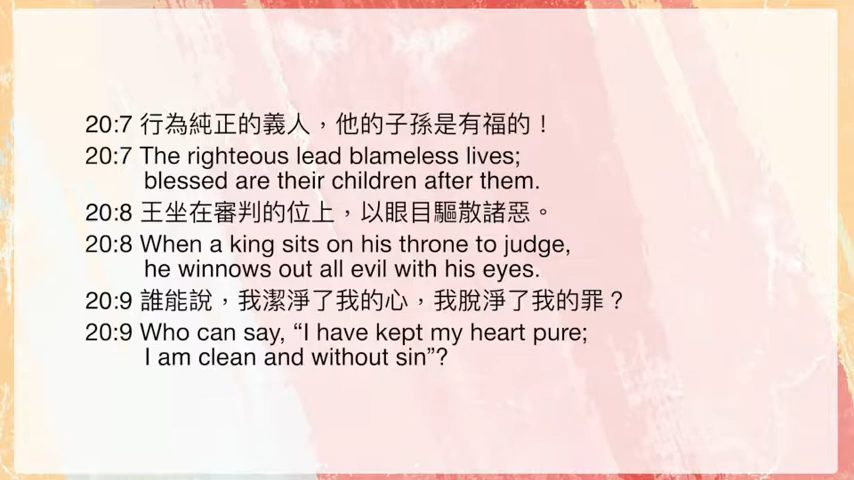 20:7 行為純正的義人，他的子孫是有福的！
20:7 The righteous lead blameless lives;
blessed are their children after them.
20:8 王坐在審判的位上，以眼目驅散諸惡。
20:8 When a king sits on his throne to judge,
he winnows out all evil with his eyes.
20:9 誰能說，我潔淨了我的心，我脫淨了我的罪？
20:9 Who can say, “I have kept my heart pure;
I am clean and without sin”?